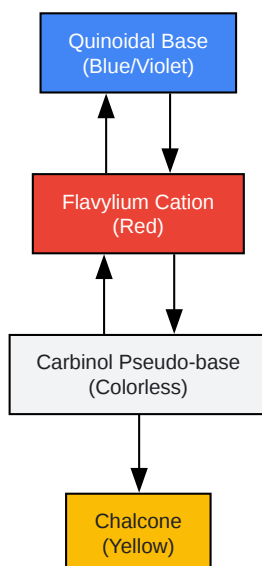 Quinoidal Base
(Blue/Violet)
Flavylium Cation
(Red)
Carbinol Pseudo-base
(Colorless)
Chalcone
(Yellow)